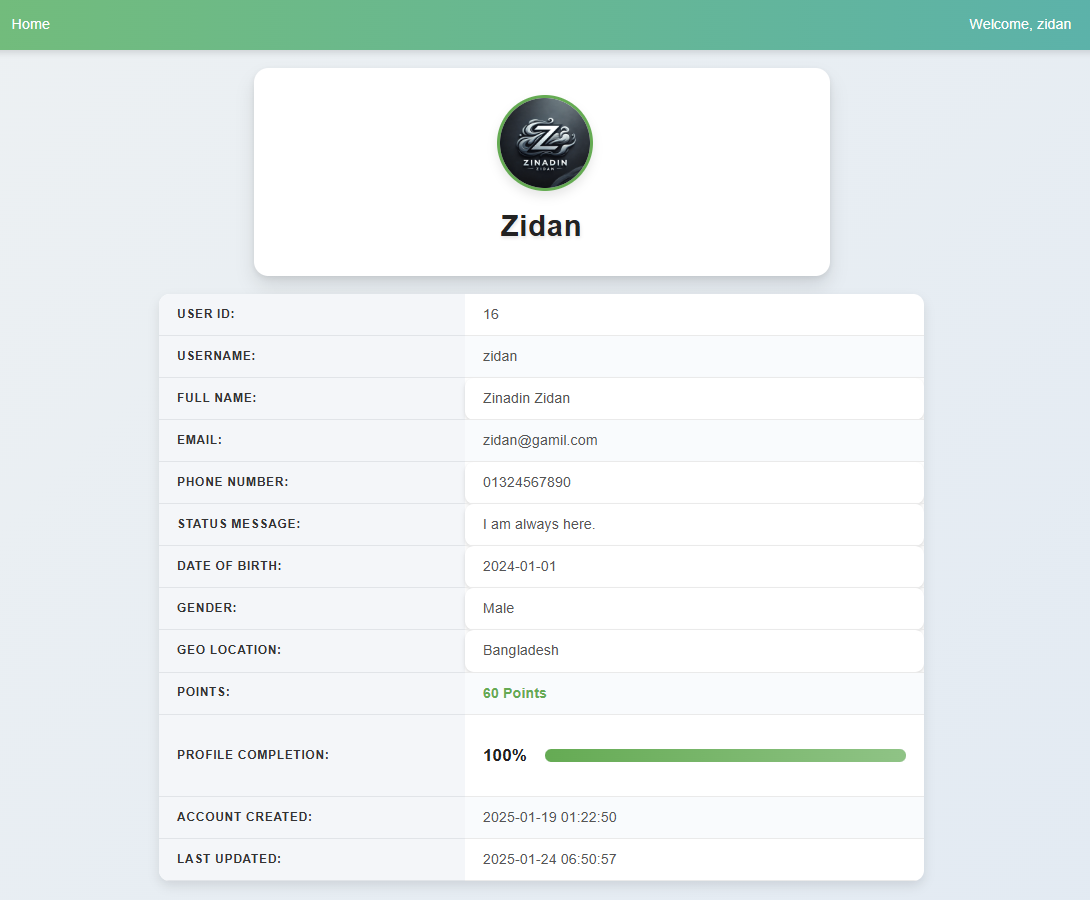 Home
Welcome, zidan
Z
ZINADIN
ZIDAN
Zidan
USER ID: 16
USERNAME: zidan
FULL NAME: Zinadin Zidan
EMAIL: zidan@gamil.com
PHONE NUMBER: 01324567890
STATUS MESSAGE: I am always here.
DATE OF BIRTH: 2024-01-01
GENDER: Male
GEO LOCATION: Bangladesh
POINTS: 60 Points
PROFILE COMPLETION: 100%
ACCOUNT CREATED: 2025-01-19 01:22:50
LAST UPDATED: 2025-01-24 06:50:57